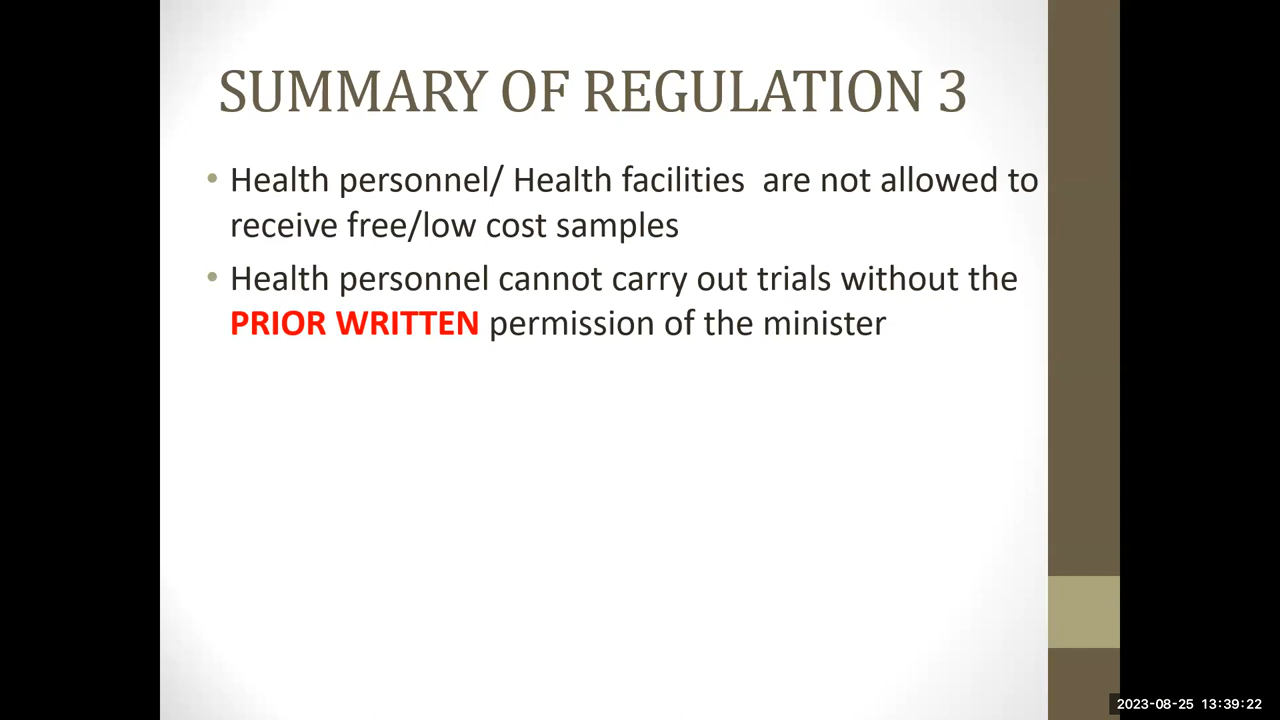 SUMMARY OF REGULATION 3
• Health personnel/ Health facilities  are not allowed to
receive free/low cost samples
• Health personnel cannot carry out trials without the
PRIOR WRITTEN permission of the minister
2023-08-25 13:39:22